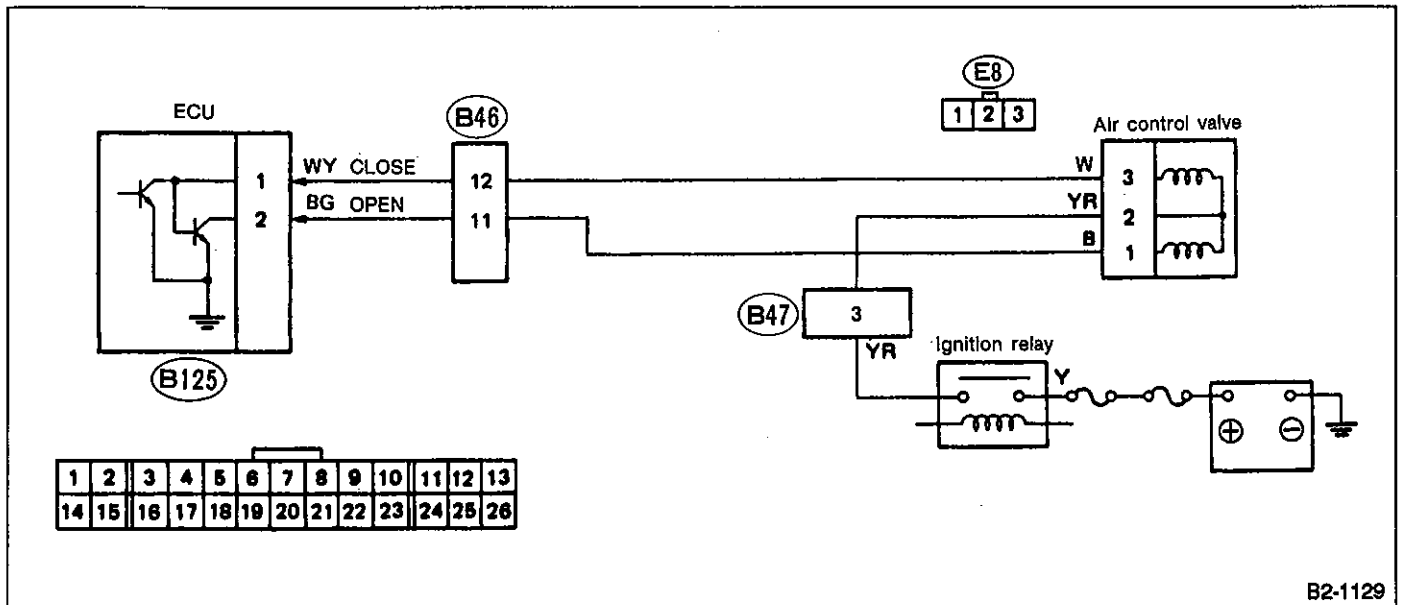 E8
1 2 3
ECU
B46
Air control valve
1 WY CLOSE 12 W 3
2 BG OPEN 11 YR 2
B 1
B47 3
YR
Ignition relay
Y
B125
⊕ ⊖
1 2 3 4 5 6 7 8 9 10 11 12 13
14 15 16 17 18 19 20 21 22 23 24 25 26
B2-1129